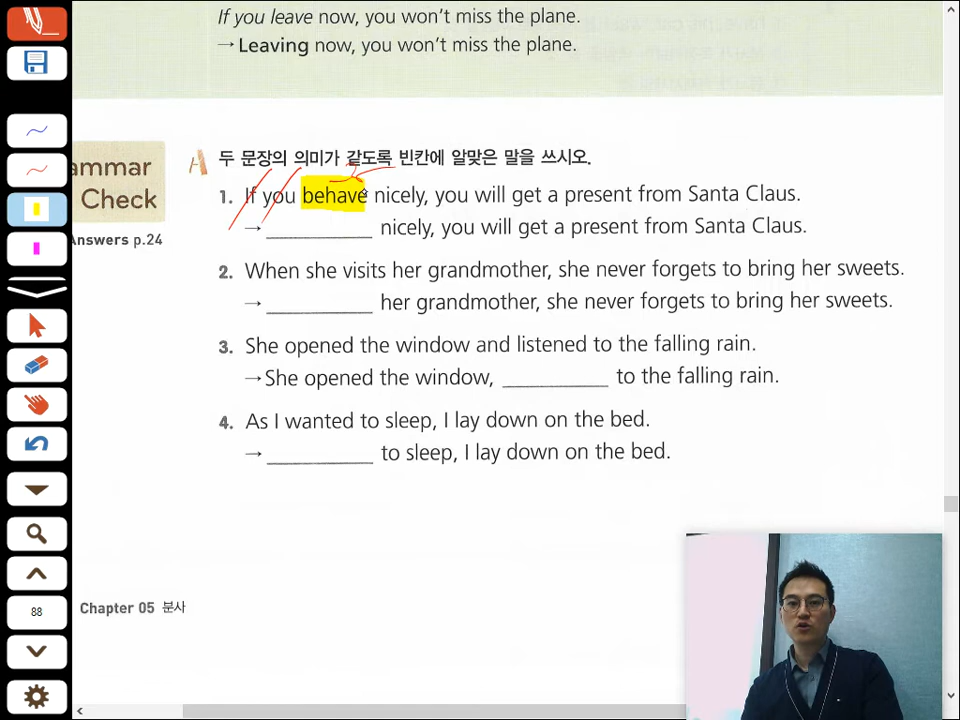 If you leave now, you won't miss the plane.
→ Leaving now, you won't miss the plane.
ammar
Check
Answers p.24
A 두 문장의 의미가 같도록 빈칸에 알맞은 말을 쓰시오.
1. If you behave nicely, you will get a present from Santa Claus.
→ __________ nicely, you will get a present from Santa Claus.
2. When she visits her grandmother, she never forgets to bring her sweets.
→ __________ her grandmother, she never forgets to bring her sweets.
3. She opened the window and listened to the falling rain.
→ She opened the window, __________ to the falling rain.
4. As I wanted to sleep, I lay down on the bed.
→ __________ to sleep, I lay down on the bed.
88
Chapter 05 분사